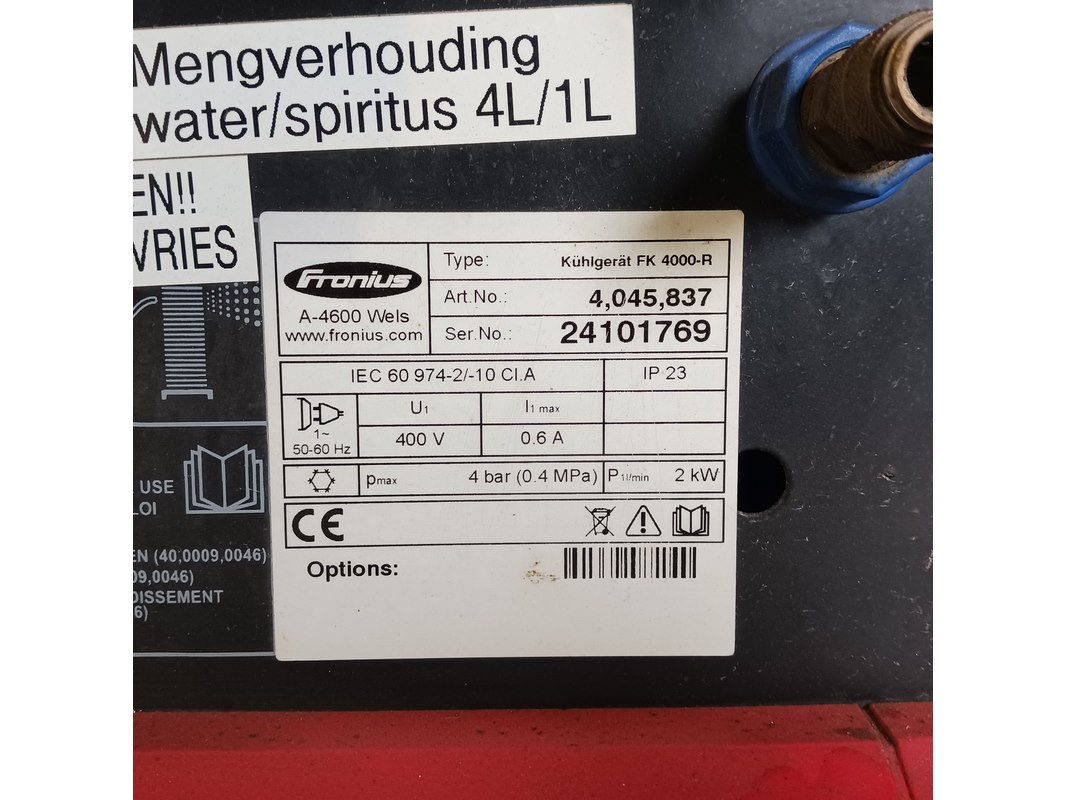 Mengverhouding
water/spiritus 4L/1L
EN!!
VRIES
Fronius
A-4600 Wels
www.fronius.com
Type: Kühlgerät FK 4000-R
Art.No.: 4,045,837
Ser.No.: 24101769
IEC 60 974-2/-10 Cl.A IP 23
1~
50-60 Hz
U1 I1 max
400 V 0.6 A
pmax 4 bar (0.4 MPa) P1l/min 2 kW
CE
Options:
USE
LOI
EN (40,0009,0046)
09,0046)
DISSEMENT
6)